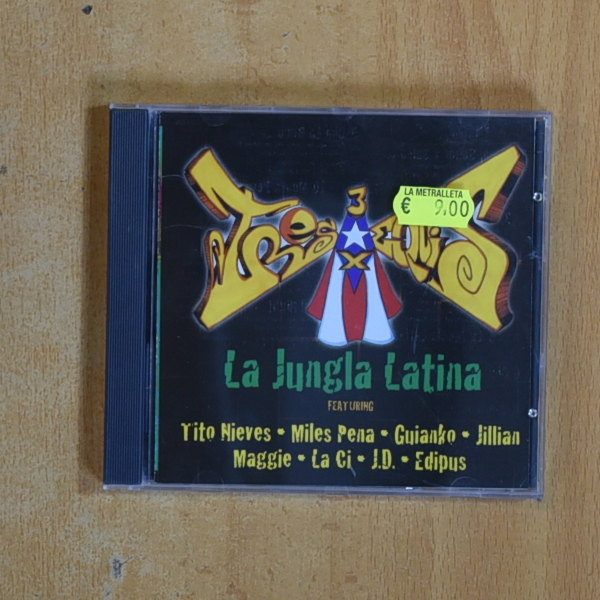 LA METRALLETA
€ 9.00
3
TRes
X
La Jungla Latina
FEATURING
Tito Nieves • Miles Pena • Guianko • Jillian
Maggie • La Ci • J.D. • Edipus